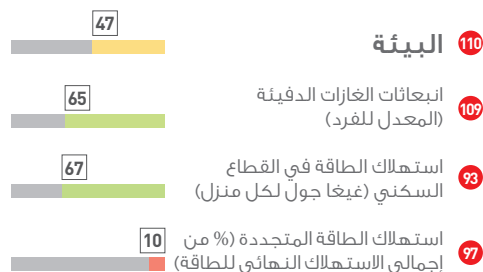 110 البيئة 47
109 انبعاثات الغازات الدفيئة 65
(المعدل للفرد)
93 استهلاك الطاقة في القطاع 67
السكني (غيغا جول لكل منزل)
97 استهلاك الطاقة المتجددة (% من 10
إجمالي الاستهلاك النهائي للطاقة)